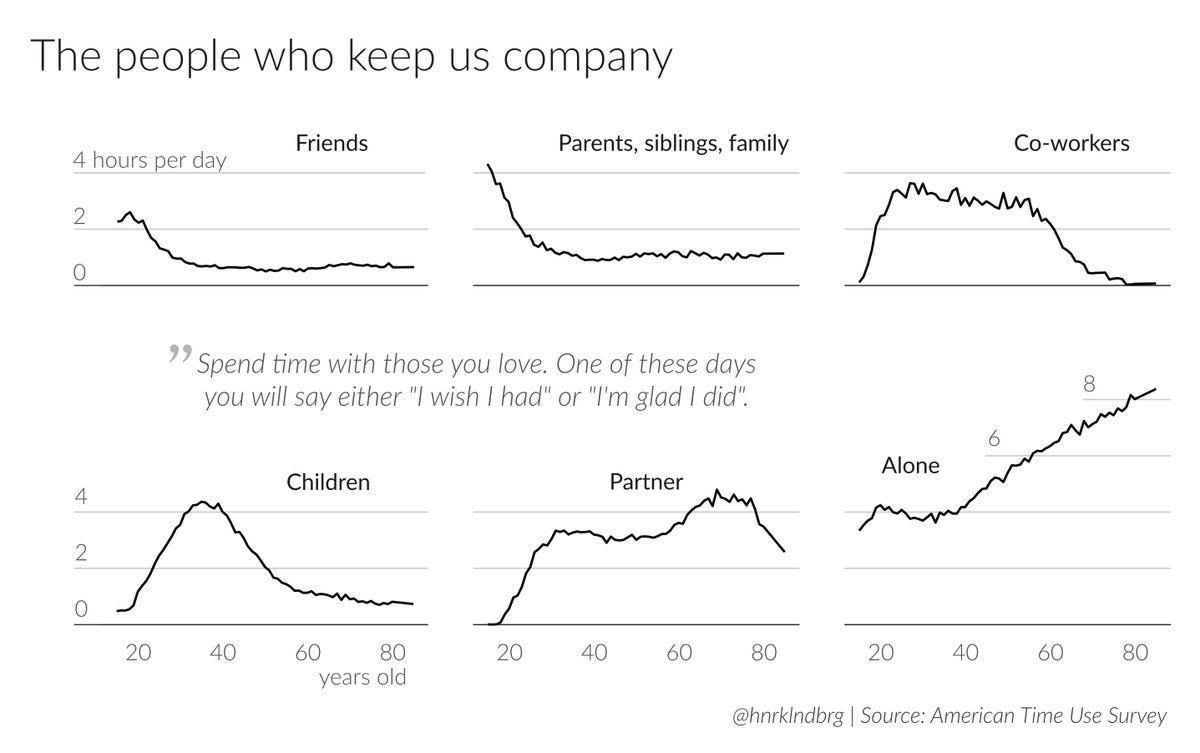 The people who keep us company
Friends
Parents, siblings, family
Co-workers
4 hours per day
2
0
” Spend time with those you love. One of these days
you will say either "I wish I had" or "I'm glad I did".
8
6
Alone
Children
Partner
4
2
0
20 40 60 80
20 40 60 80
20 40 60 80
years old
@hnrklndbrg | Source: American Time Use Survey